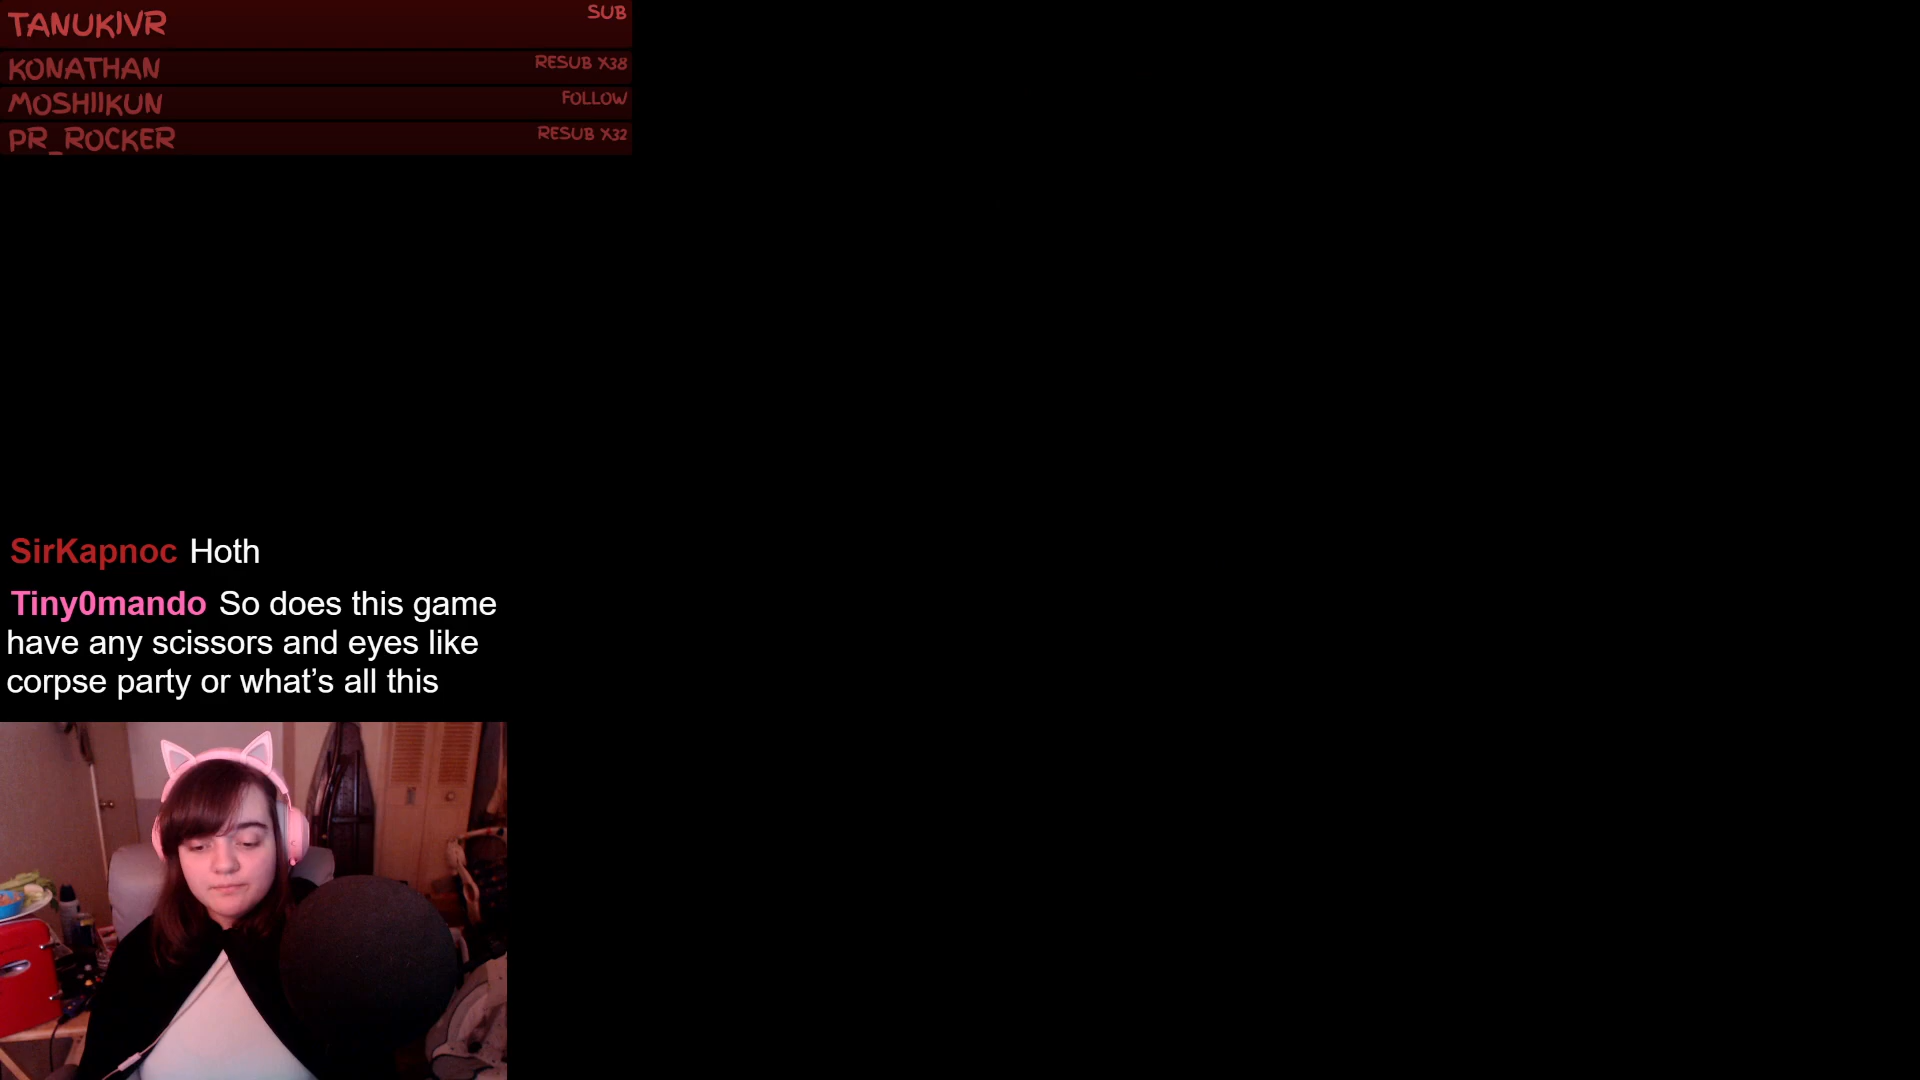 TANUKIVR SUB
KONATHAN RESUB X38
MOSHIIKUN FOLLOW
PR_ROCKER RESUB X32
SirKapnoc Hoth
Tiny0mando So does this game
have any scissors and eyes like
corpse party or what’s all this